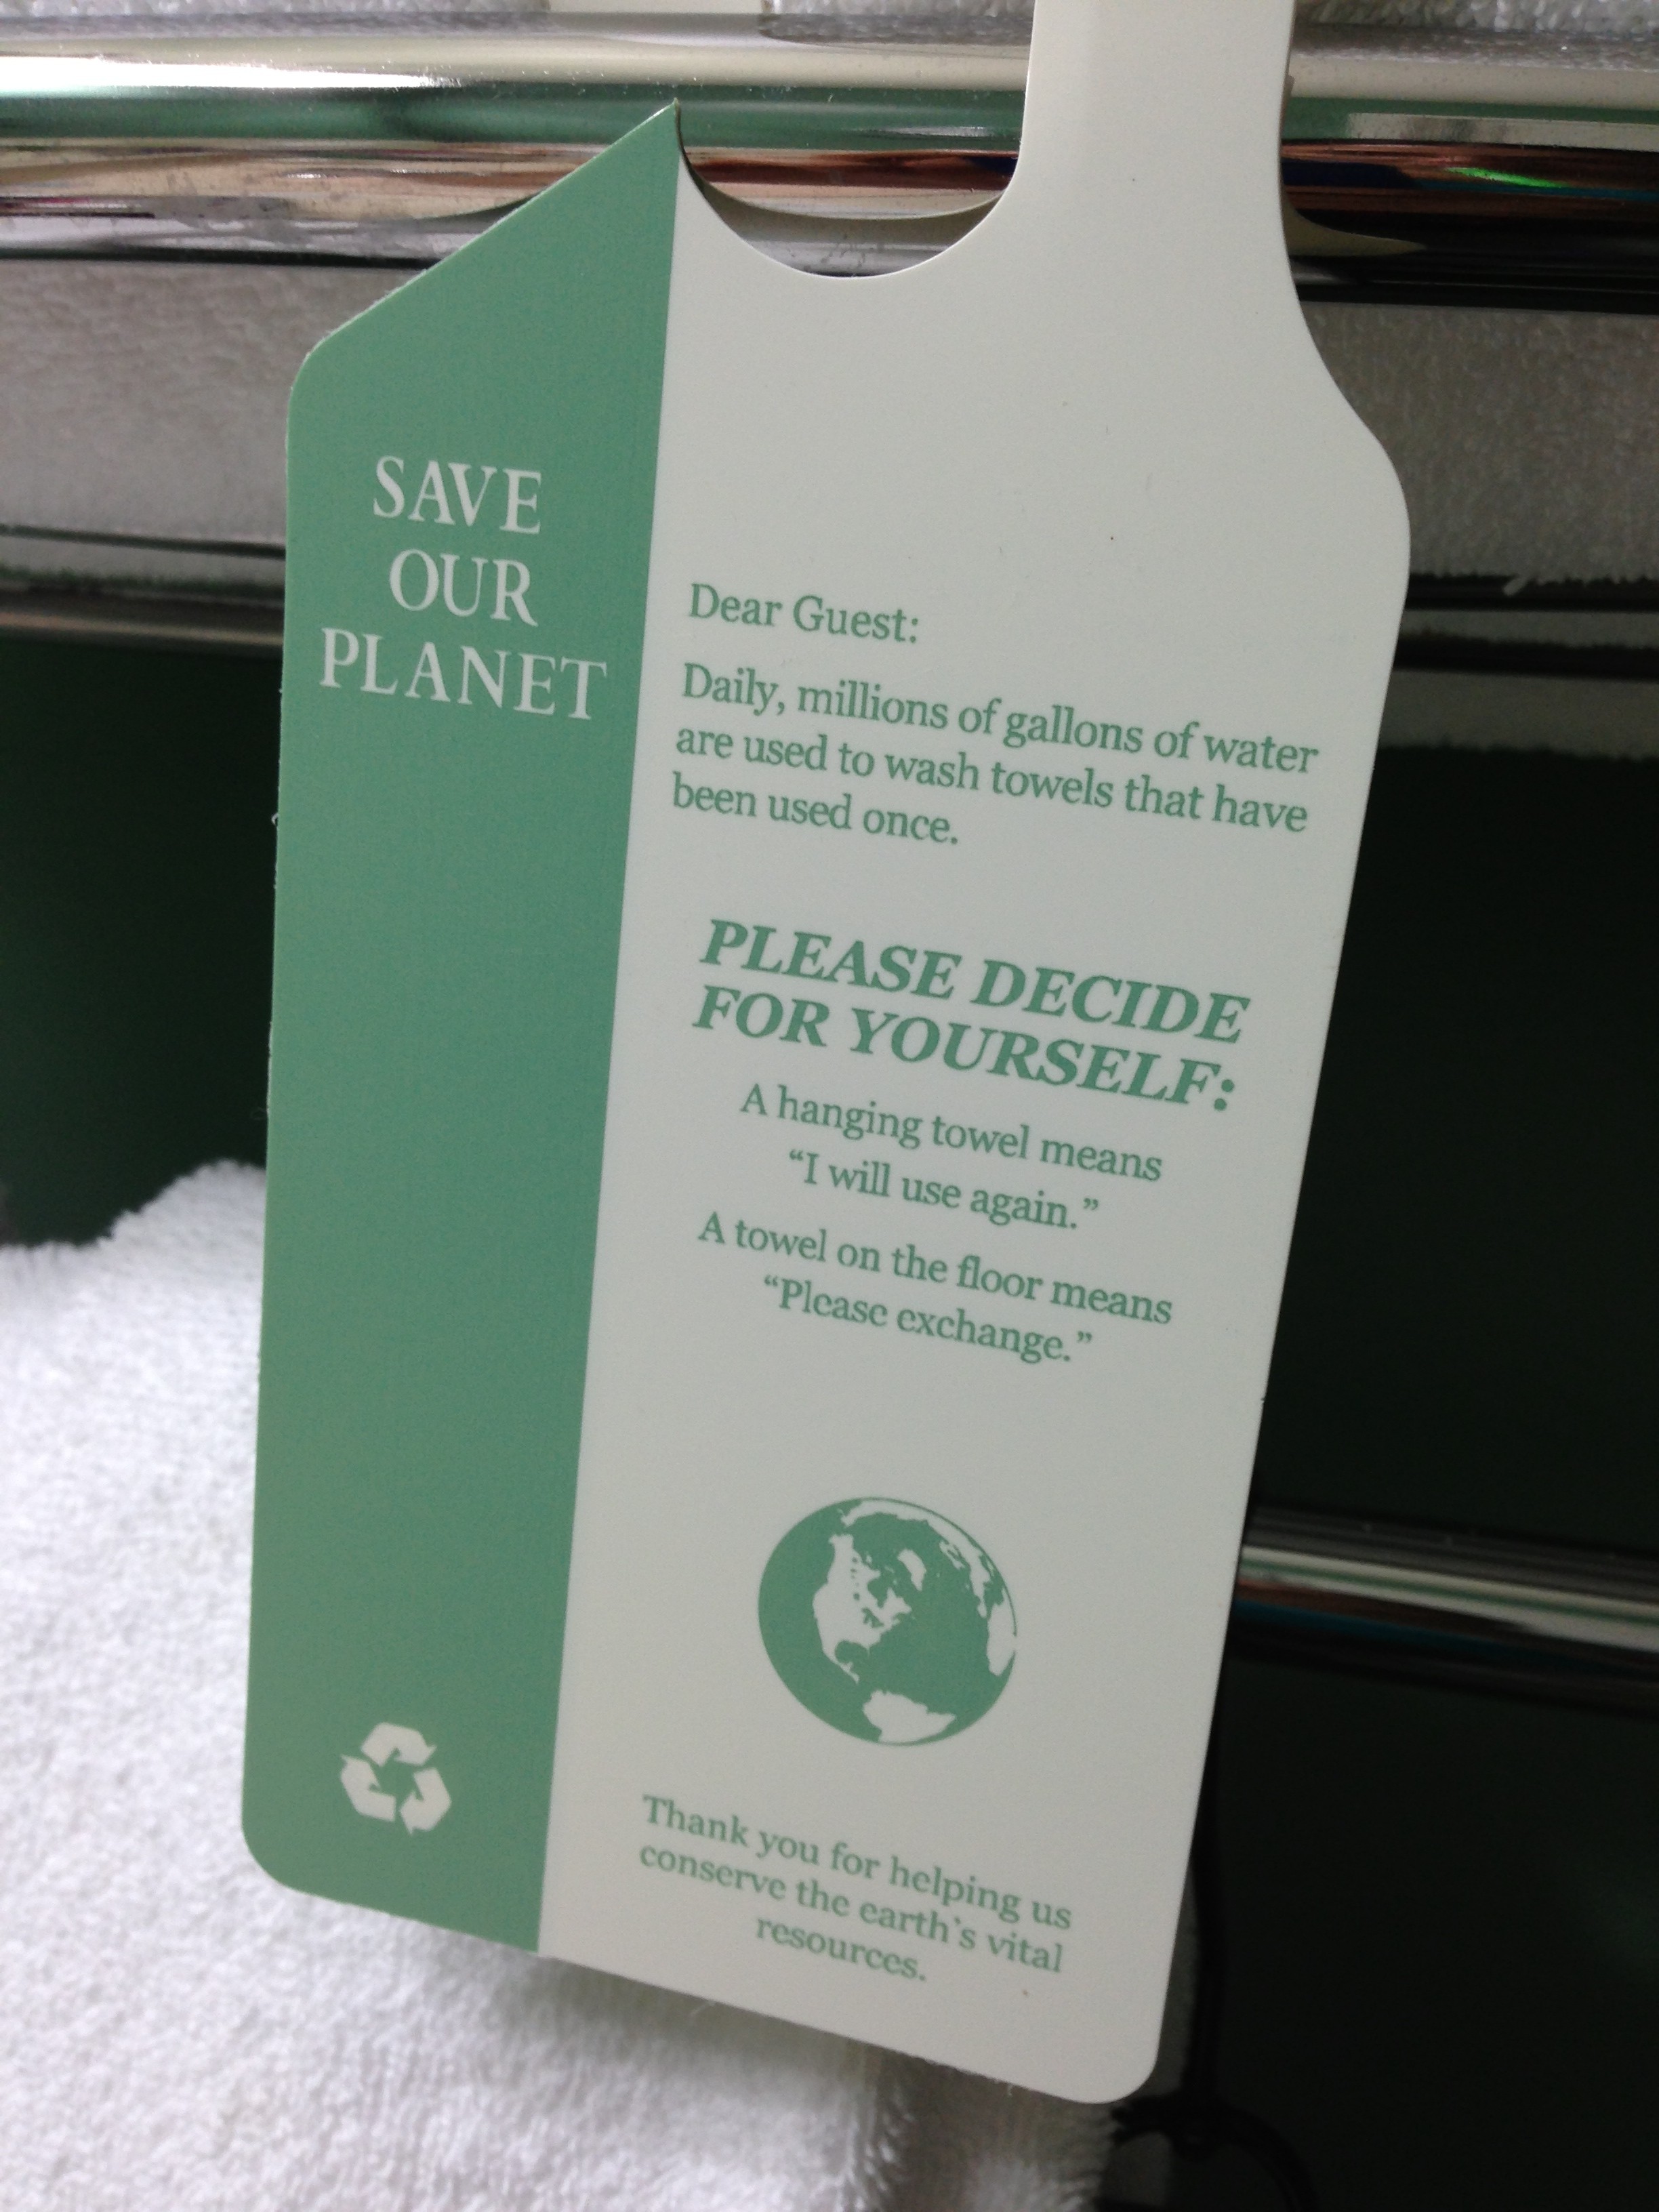 SAVE
OUR
PLANET
Dear Guest:
Daily, millions of gallons of water
are used to wash towels that have
been used once.
PLEASE DECIDE
FOR YOURSELF:
A hanging towel means
“I will use again.”
A towel on the floor means
“Please exchange.”
Thank you for helping us
conserve the earth`s vital
resources.